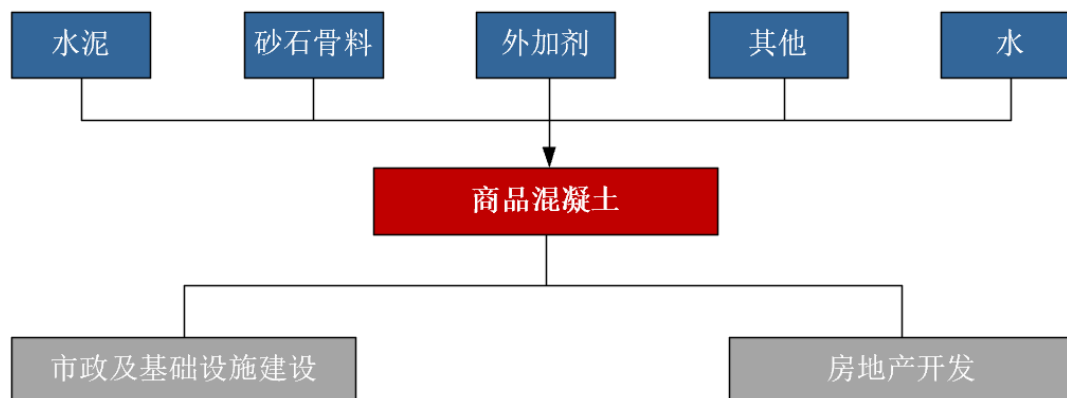 水泥
砂石骨料
外加剂
其他
水
商品混凝土
市政及基础设施建设
房地产开发